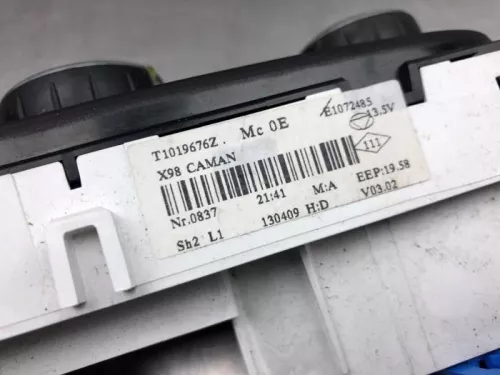 T1019676Z. Mc 0E E1072485
X98 CAMAN 13.5V
111
Nr.0837 21:41 M:A EEP:19.58
Sh2 L1 130409 H:D V03.02